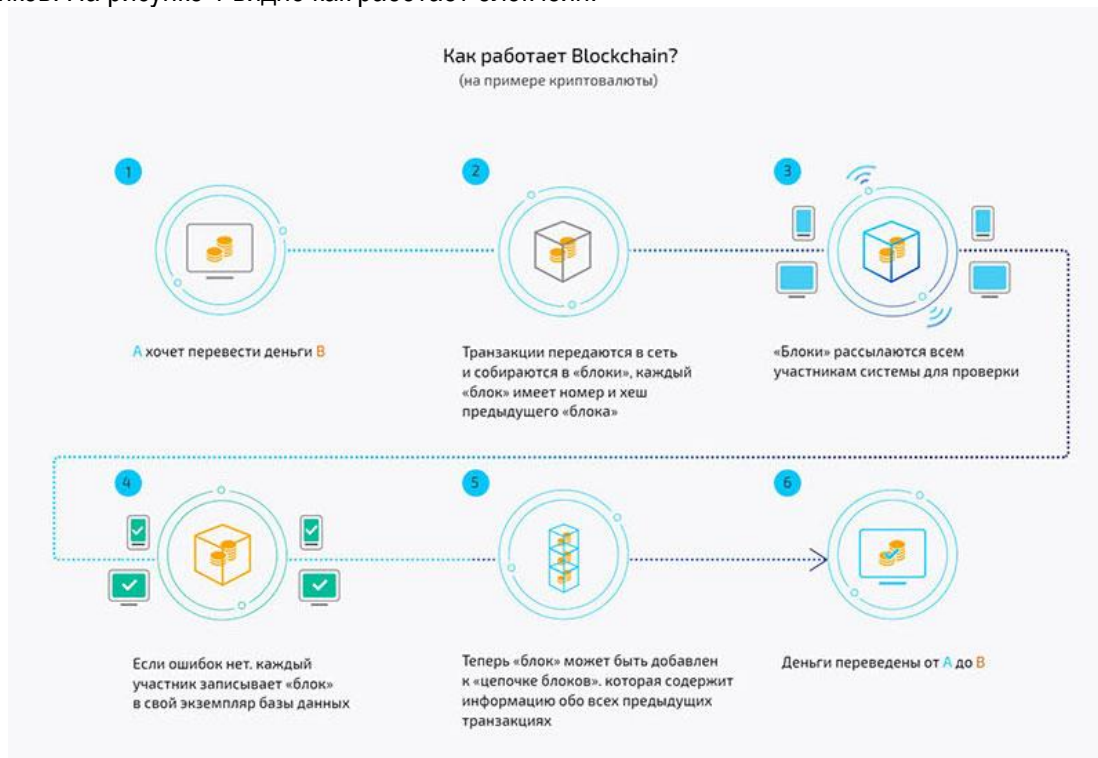 Как работает Blockchain?
(на примере криптовалюты)
1
2
3
А хочет перевести деньги В
Транзакции передаются в сеть
и собираются в «блоки», каждый
«блок» имеет номер и хеш
предыдущего «блока»
«Блоки» рассылаются всем
участникам системы для проверки
4
5
6
Если ошибок нет. каждый
участник записывает «блок»
в свой экземпляр базы данных
Теперь «блок» может быть добавлен
к «цепочке блоков». которая содержит
информацию обо всех предыдущих
транзакциях
Деньги переведены от А до В